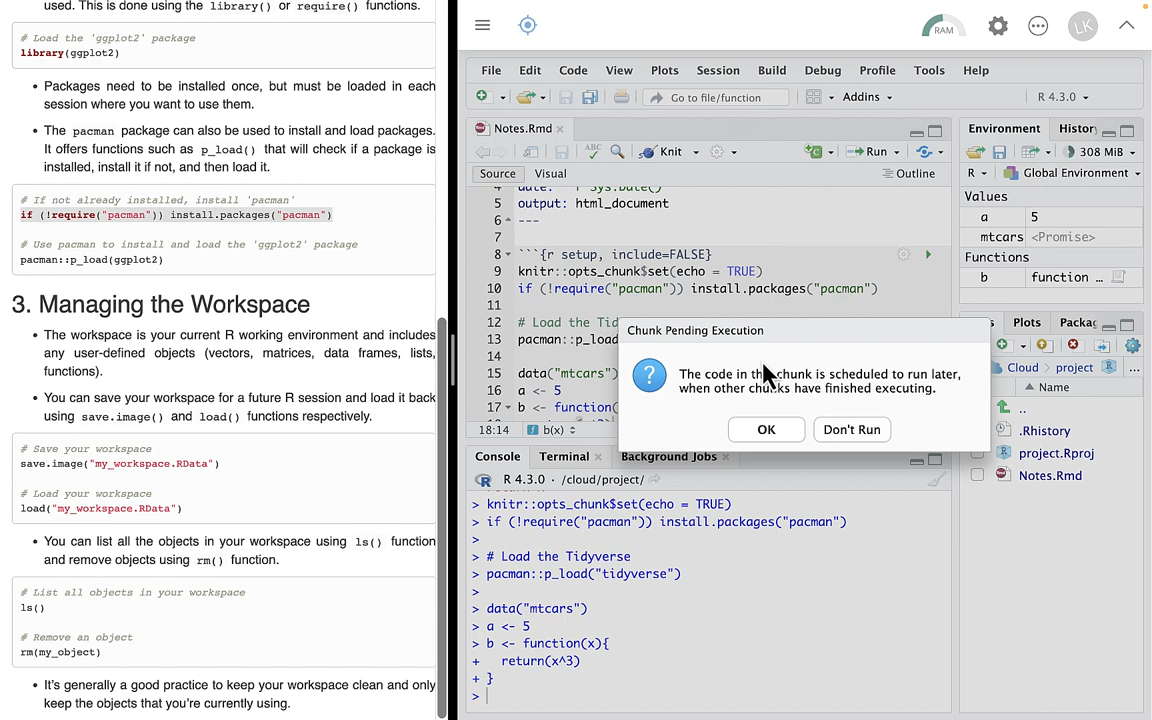 used. This is done using the library() or require() functions.
# Load the 'ggplot2' package
library(ggplot2)
• Packages need to be installed once, but must be loaded in each
session where you want to use them.
• The pacman package can also be used to install and load packages.
It offers functions such as p_load() that will check if a package is
installed, install it if not, and then load it.
# If not already installed, install 'pacman'
if (!require("pacman")) install.packages("pacman")
# Use pacman to install and load the 'ggplot2' package
pacman::p_load(ggplot2)
3. Managing the Workspace
• The workspace is your current R working environment and includes
any user-defined objects (vectors, matrices, data frames, lists,
functions).
• You can save your workspace for a future R session and load it back
using save.image() and load() functions respectively.
# Save your workspace
save.image("my_workspace.RData")
# Load your workspace
load("my_workspace.RData")
• You can list all the objects in your workspace using ls() function
and remove objects using rm() function.
# List all objects in your workspace
ls()
# Remove an object
rm(my_object)
• It's generally a good practice to keep your workspace clean and only
keep the objects that you're currently using.
RAM
LK
File Edit Code View Plots Session Build Debug Profile Tools Help
Go to file/function
Addins
R 4.3.0
Notes.Rmd
ABC
Knit
Run
Source Visual
Outline
4
5 output: html_document
6 ---
7
8 ```{r setup, include=FALSE}
9 knitr::opts_chunk$set(echo = TRUE)
10 if (!require("pacman")) install.packages("pacman")
11
12 # Load the Tid
13 pacman::p_load
14
15 data("mtcars")
16 a <- 5
17 b <- function(
18:14 b(x)
Chunk Pending Execution
? The code in the chunk is scheduled to run later,
when other chunks have finished executing.
OK Don't Run
Console Terminal Background Jobs
R R 4.3.0 · /cloud/project/
> knitr::opts_chunk$set(echo = TRUE)
> if (!require("pacman")) install.packages("pacman")
>
> # Load the Tidyverse
> pacman::p_load("tidyverse")
>
> data("mtcars")
> a <- 5
> b <- function(x){
+ return(x^3)
+ }
>
Environment History
308 MiB
R Global Environment
Values
a 5
mtcars <Promise>
Functions
b function …
Plots Packag
Cloud project R ...
Name
..
.Rhistory
project.Rproj
Notes.Rmd